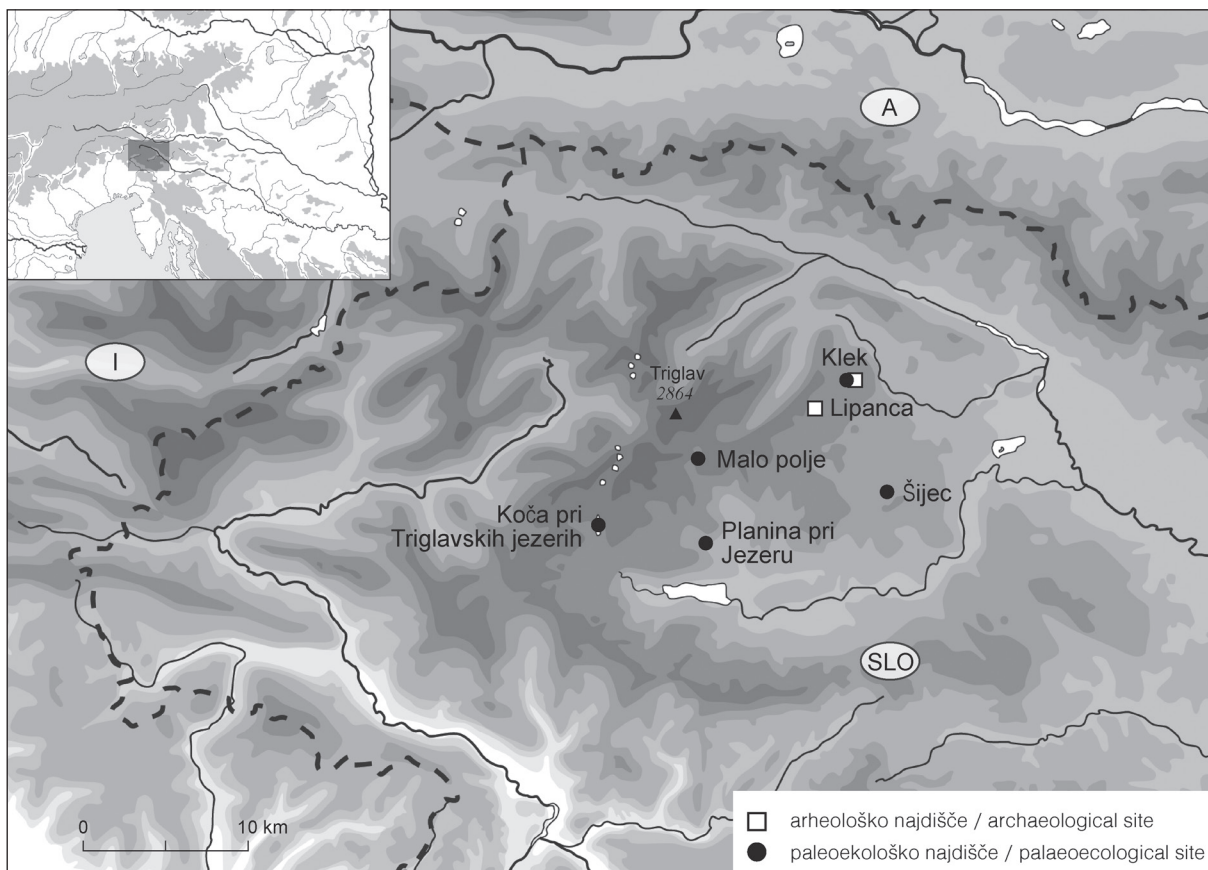 A
I
Klek
Triglav
2864
Lipanca
Malo polje
Šijec
Koča pri
Triglavskih jezerih
Planina pri
Jezeru
SLO
0 10 km
arheološko najdišče / archaeological site
paleoekološko najdišče / palaeoecological site